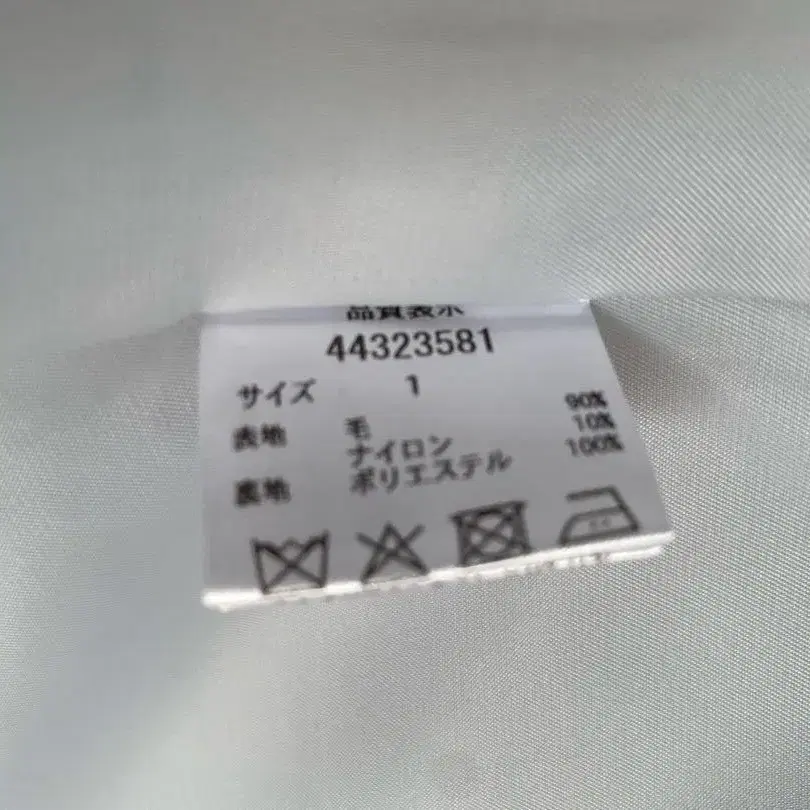 品質表示
44323581
サイズ 1
表地 毛 90%
ナイロン 10%
裏地 ポリエステル 100%